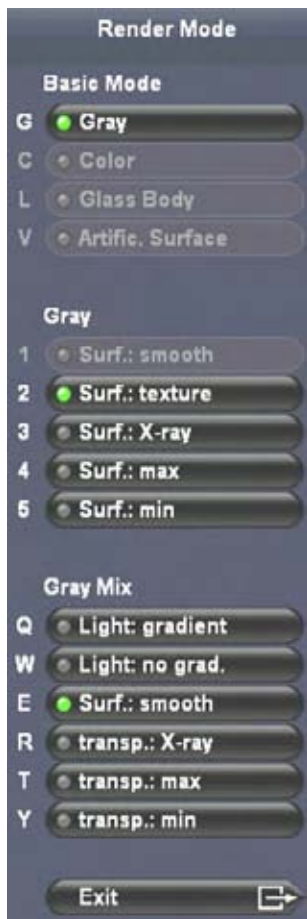 Render Mode
Basic Mode
G Gray
C Color
L Glass Body
V Artific. Surface
Gray
1 Surf.: smooth
2 Surf.: texture
3 Surf.: X-ray
4 Surf.: max
5 Surf.: min
Gray Mix
Q Light: gradient
W Light: no grad.
E Surf.: smooth
R transp.: X-ray
T transp.: max
Y transp.: min
Exit